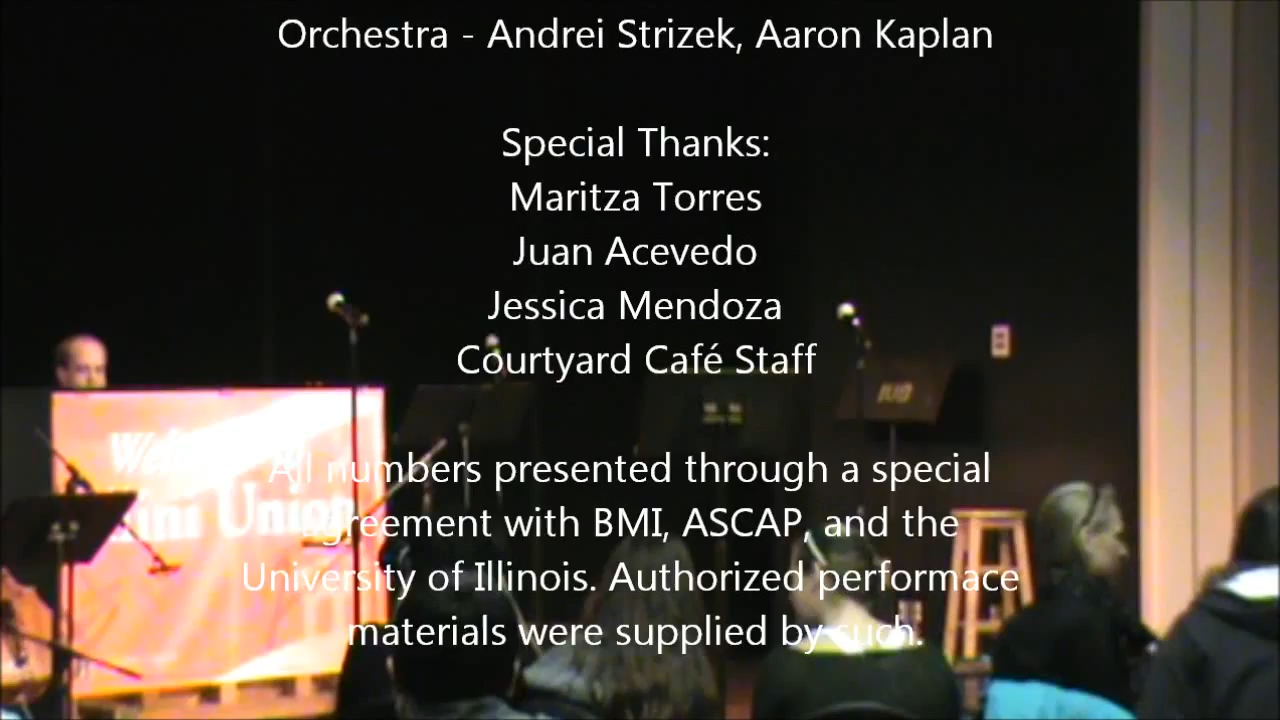 Orchestra - Andrei Strizek, Aaron Kaplan
Special Thanks:
Maritza Torres
Juan Acevedo
Jessica Mendoza
Courtyard Café Staff
All numbers presented through a special
agreement with BMI, ASCAP, and the
University of Illinois. Authorized performace
materials were supplied by such.
Union